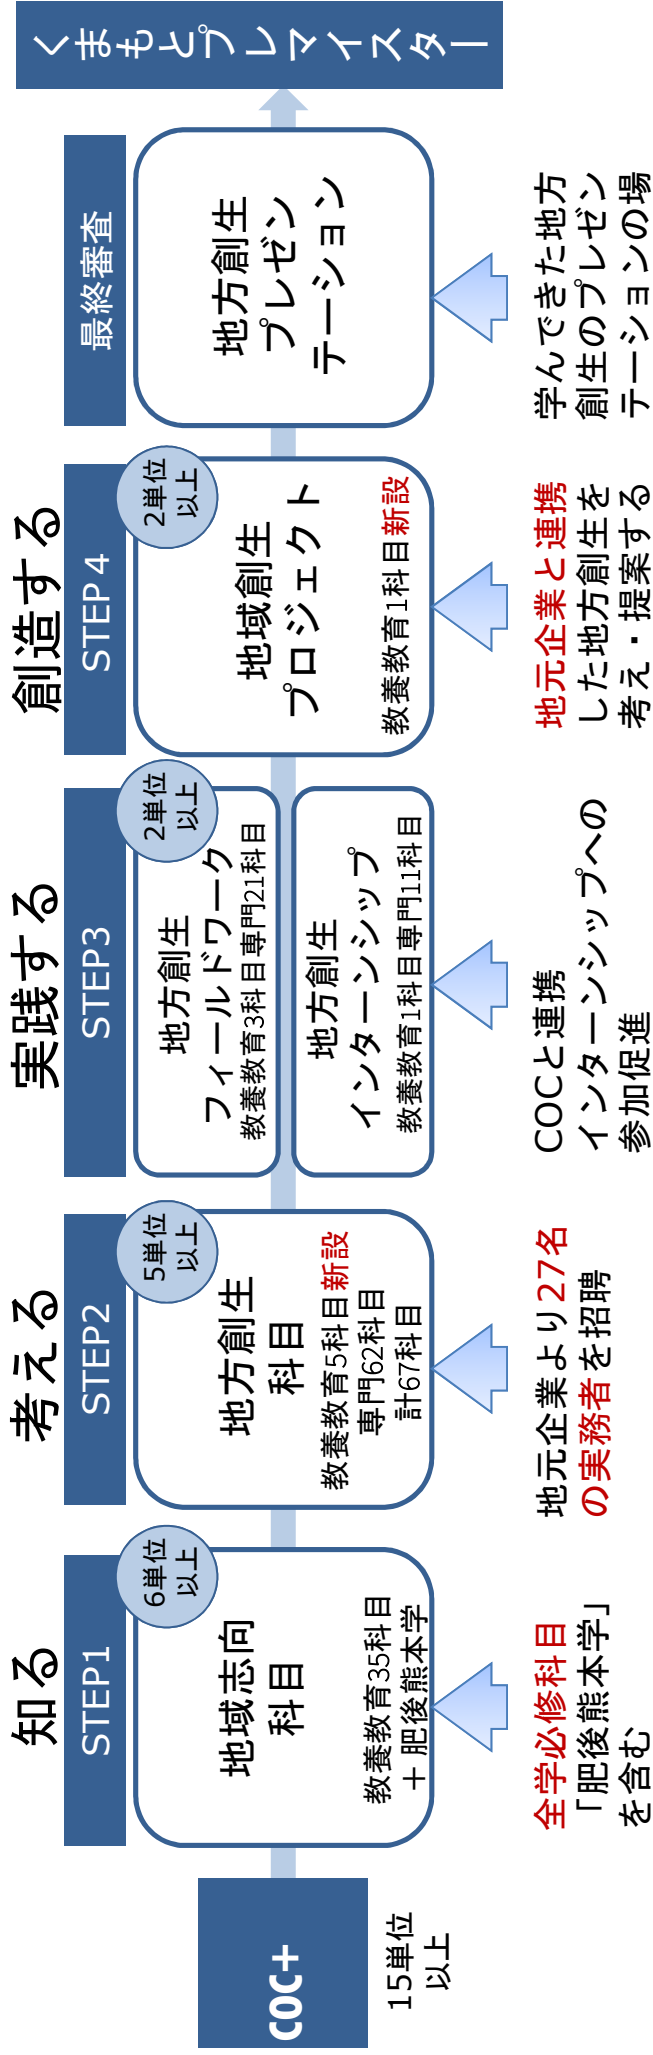 COC+
15単位
以上
知る
STEP1
6単位
以上
地域志向
科目
教養教育35科目
＋肥後熊本学
全学必修科目
「肥後熊本学」
を含む
考える
STEP2
5単位
以上
地方創生
科目
教養教育5科目新設
専門62科目
計67科目
地元企業より27名
の実務者を招聘
実践する
STEP3
2単位
以上
地方創生
フィールドワーク
教養教育3科目専門21科目
地方創生
インターンシップ
教養教育1科目専門11科目
COCと連携
インターンシップへの
参加促進
創造する
STEP４
2単位
以上
地域創生
プロジェクト
教養教育1科目新設
地元企業と連携
した地方創生を
考え・提案する
最終審査
地方創生
プレゼン
テーション
学んできた地方
創生のプレゼン
テーションの場
くまもとプレマイスター